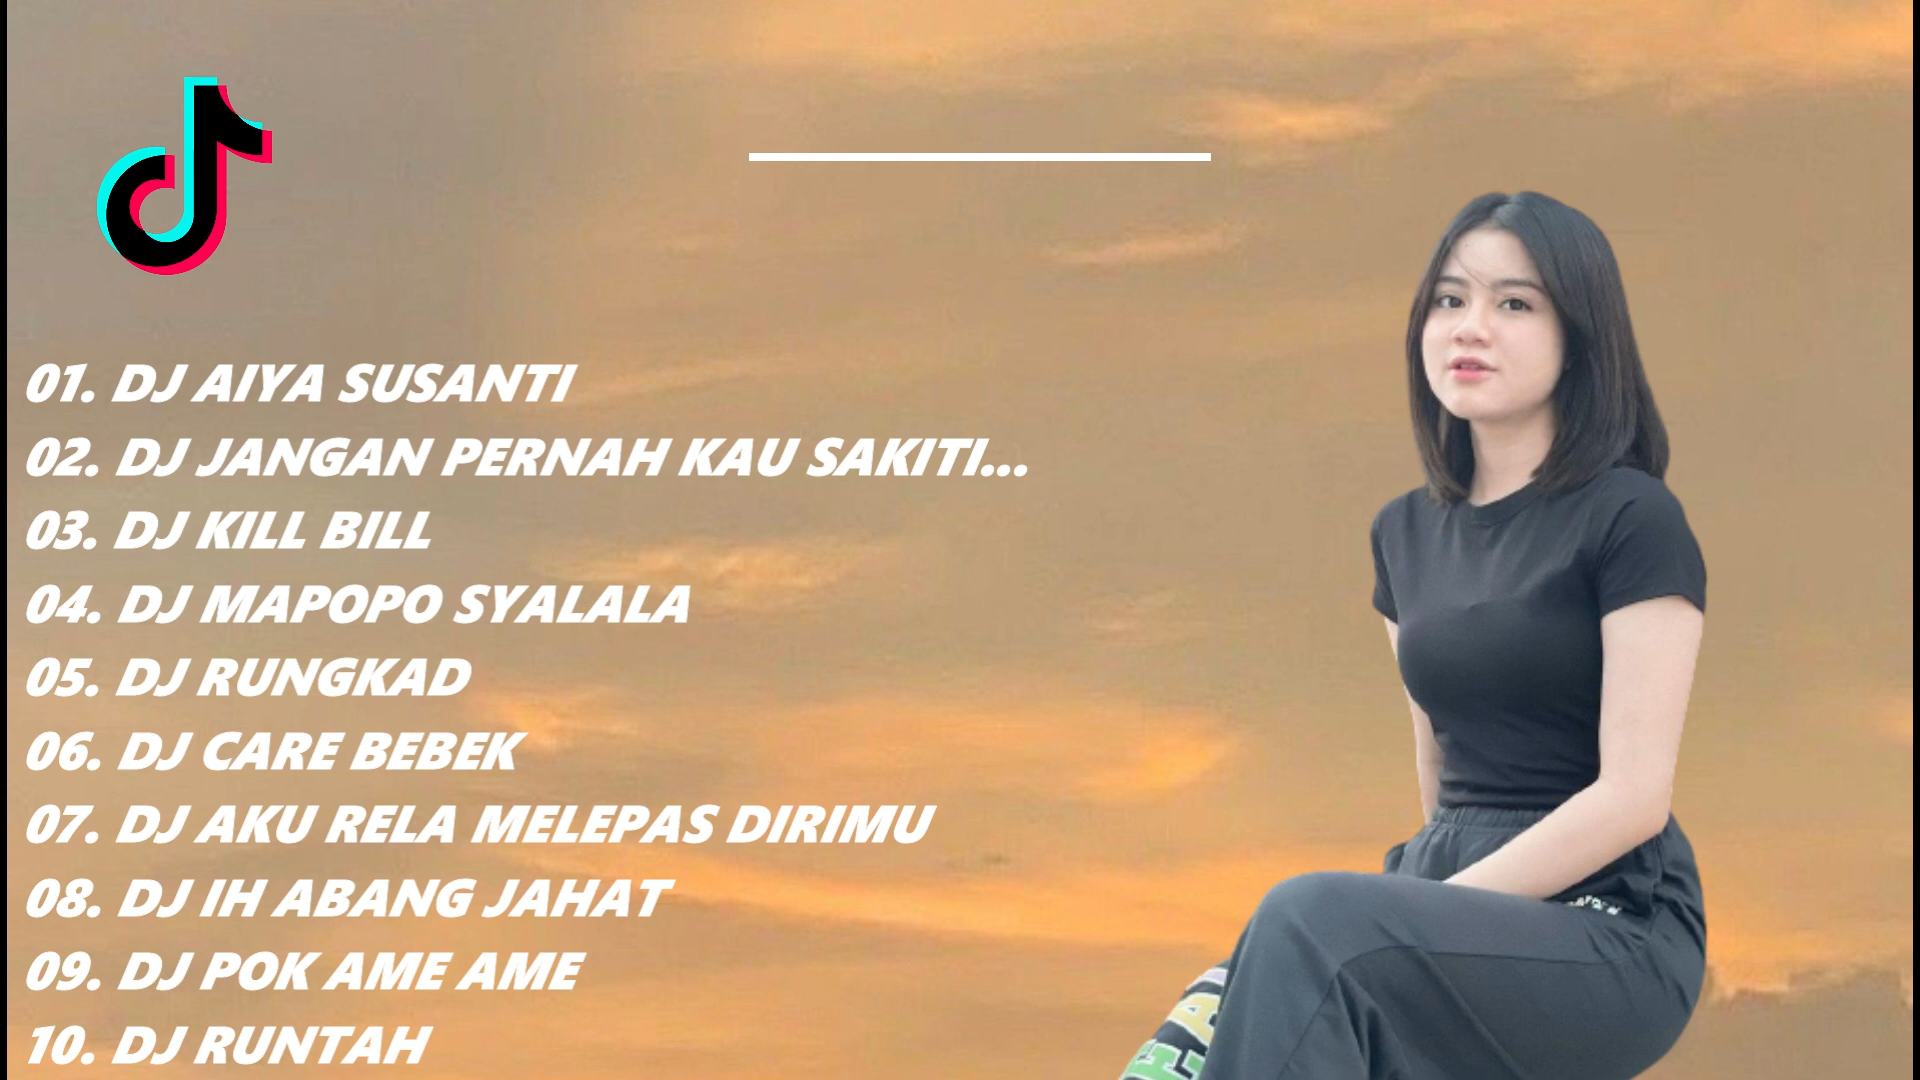 01. DJ AIYA SUSANTI
02. DJ JANGAN PERNAH KAU SAKITI...
03. DJ KILL BILL
04. DJ MAPOPO SYALALA
05. DJ RUNGKAD
06. DJ CARE BEBEK
07. DJ AKU RELA MELEPAS DIRIMU
08. DJ IH ABANG JAHAT
09. DJ POK AME AME
10. DJ RUNTAH